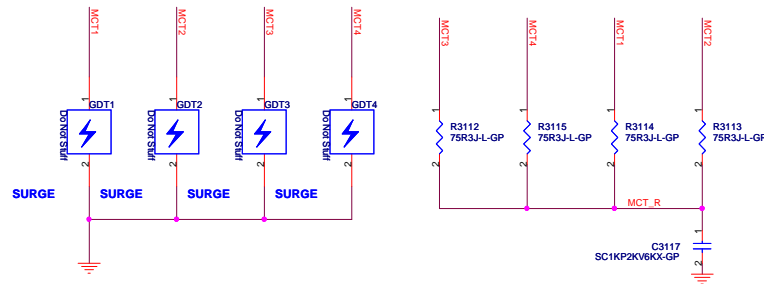 MCT1
MCT2
MCT3
MCT4
MCT3
MCT4
MCT1
MCT2
1
GDT1
1
GDT2
1
GDT3
1
GDT4
1
1
1
1
Do Not Stuff
Do Not Stuff
Do Not Stuff
Do Not Stuff
R3112
75R3J-L-GP
R3115
75R3J-L-GP
R3114
75R3J-L-GP
R3113
75R3J-L-GP
2
2
2
2
2
2
2
2
SURGE
SURGE
SURGE
SURGE
MCT_R
1
C3117
SC1KP2KV6KX-GP
2